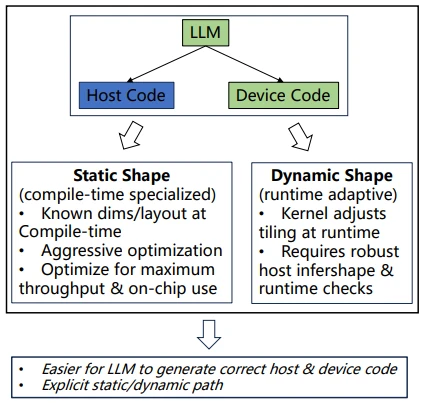 LLM
Host Code
Device Code
Static Shape
(compile-time specialized)
• Known dims/layout at
Compile-time
• Aggressive optimization
• Optimize for maximum
throughput & on-chip use
Dynamic Shape
(runtime adaptive)
• Kernel adjusts
tiling at runtime
• Requires robust
host infershape &
runtime checks
• Easier for LLM to generate correct host & device code
• Explicit static/dynamic path